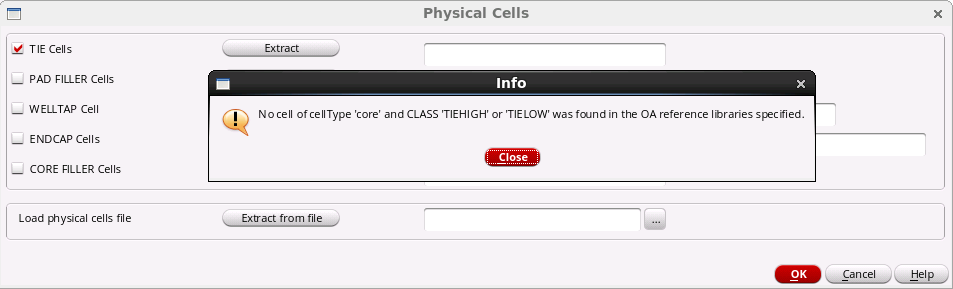 Physical Cells
TIE Cells
Extract
PAD FILLER Cells
Info
WELLTAP Cell
No cell of cellType 'core' and CLASS 'TIEHIGH' or 'TIELOW' was found in the OA reference libraries specified.
ENDCAP Cells
Close
CORE FILLER Cells
Load physical cells file
Extract from file
...
OK
Cancel
Help